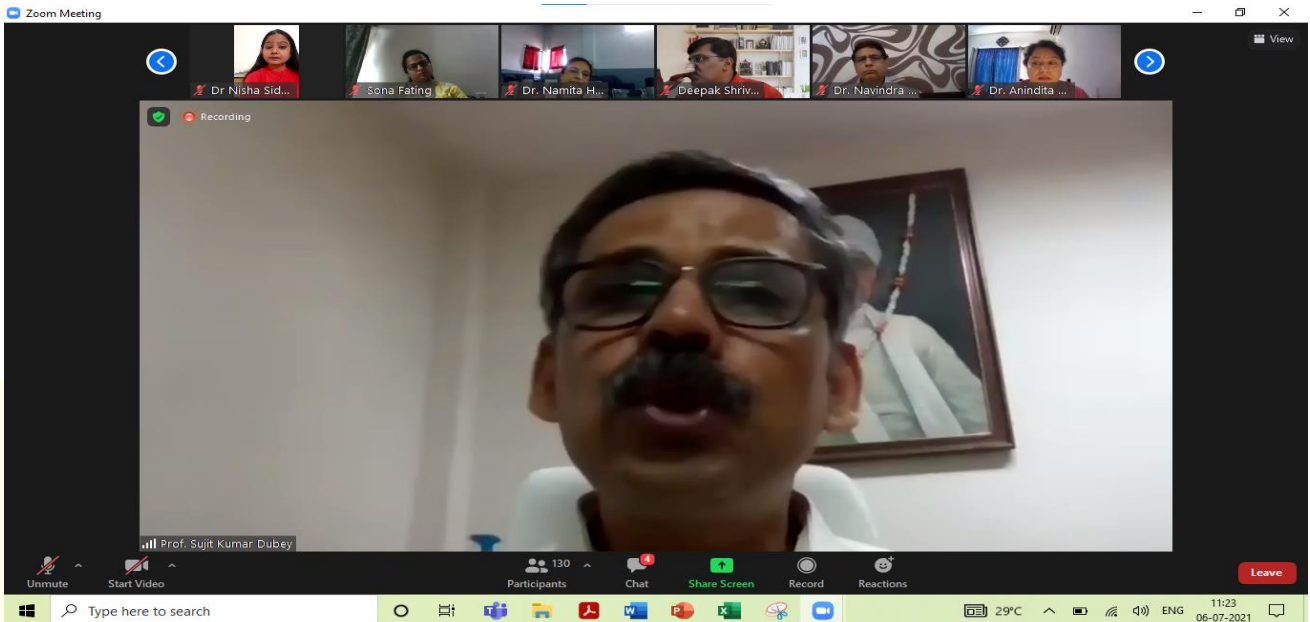 Zoom Meeting
View
Dr Nisha Sid...
Sona Fating
Dr. Namita H...
Deepak Shriv...
Dr. Navindra ...
Dr. Anindita ...
Recording
Prof. Sujit Kumar Dubey
Unmute
Start Video
130
Participants
4
Chat
Share Screen
Record
Reactions
Leave
Type here to search
29°C
ENG
11:23
06-07-2021